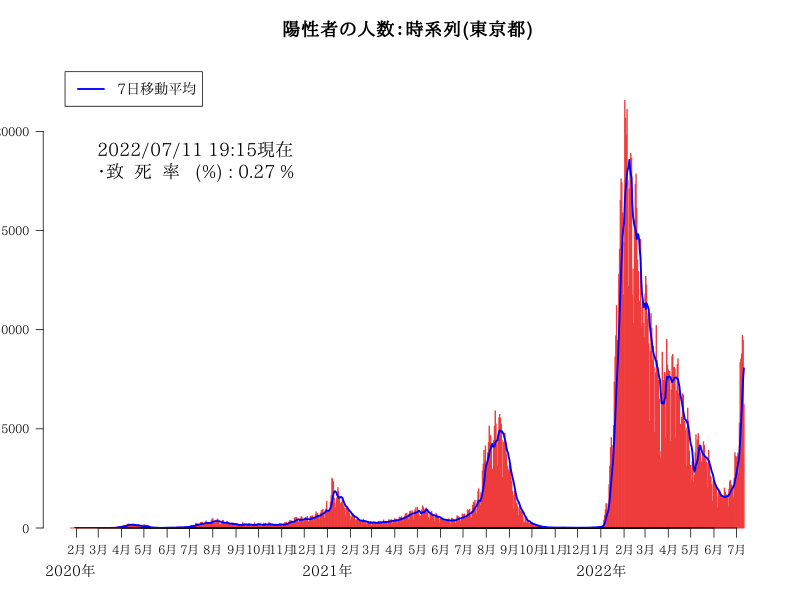 陽性者の人数:時系列(東京都)
7日移動平均
2022/07/11 19:15現在
・致 死 率 (%) : 0.27 %
20000
15000
10000
5000
0
2月 3月 4月 5月 6月 7月 8月 9月 10月 11月 12月 1月 2月 3月 4月 5月 6月 7月 8月 9月 10月 11月 12月 1月 2月 3月 4月 5月 6月 7月
2020年 2021年 2022年